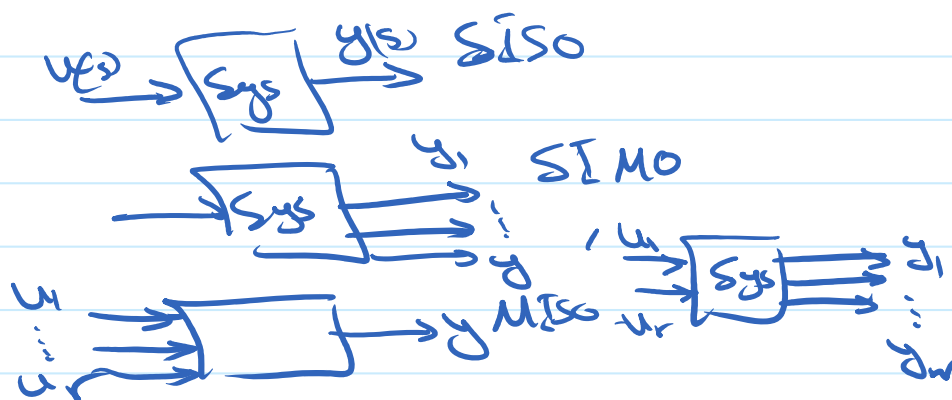 u(s) Sys y(s) SISO
Sys y₁ SIMO
⋮
y
u₁ y MISO
⋮
uᵣ
u₁ Sys y₁
uᵣ ⋮
yₘ